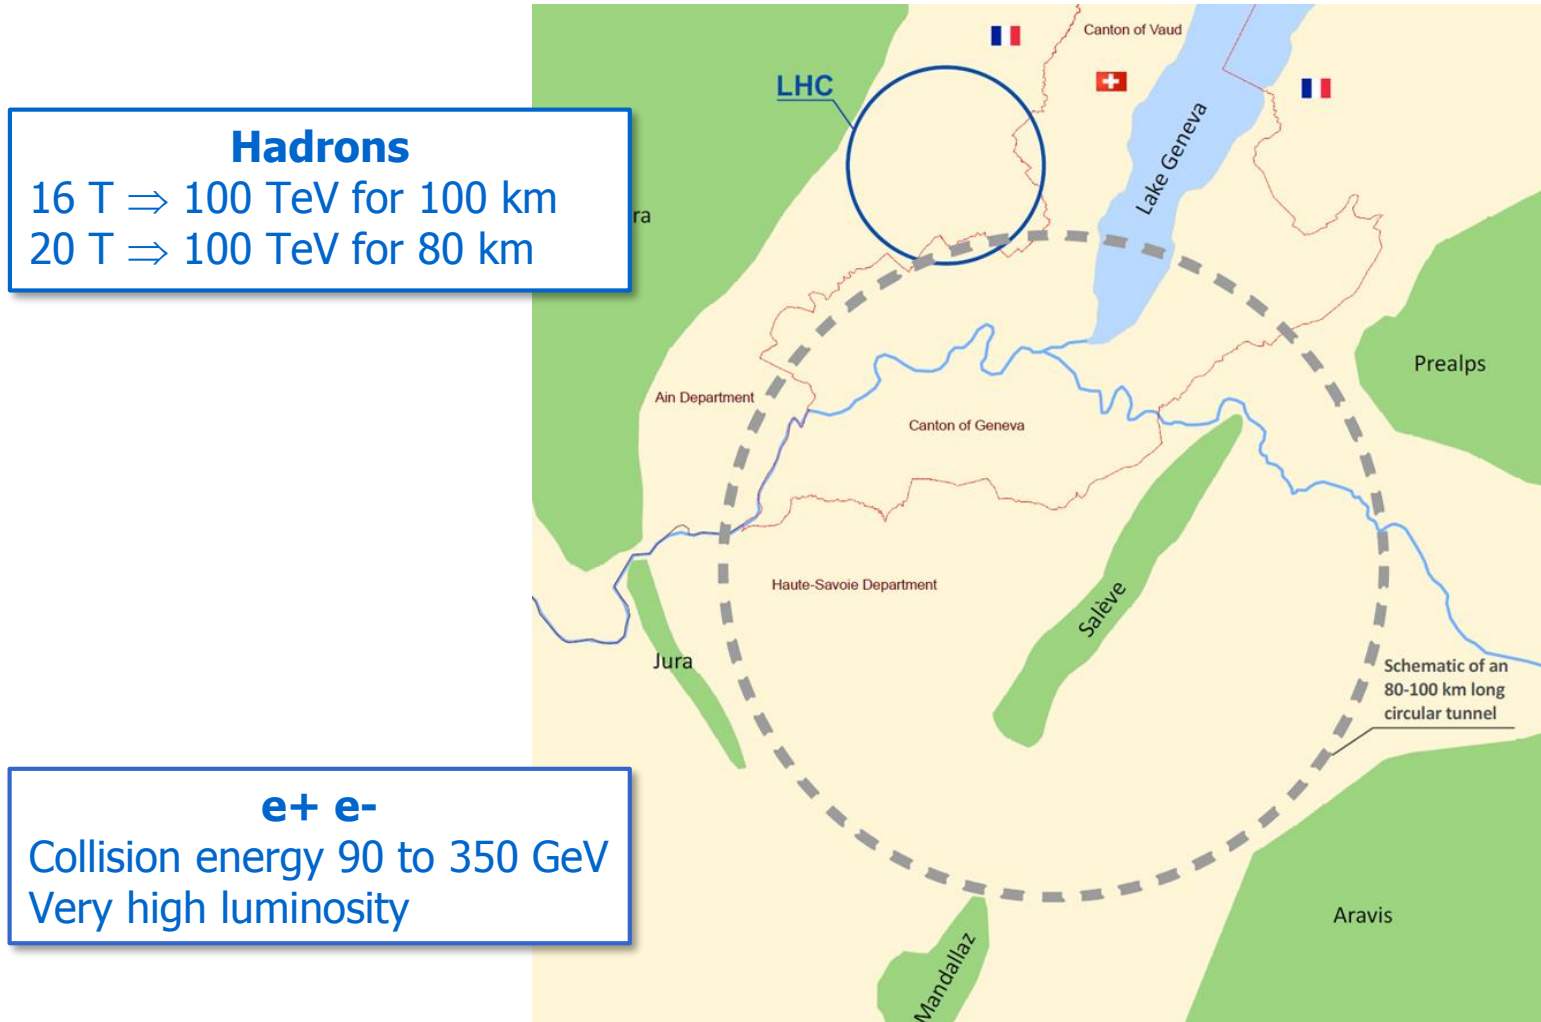 Hadrons
16 T ⇒ 100 TeV for 100 km
20 T ⇒ 100 TeV for 80 km
e+ e-
Collision energy 90 to 350 GeV
Very high luminosity
Canton of Vaud
LHC
Lake Geneva
ra
Prealps
Ain Department
Canton of Geneva
Haute-Savoie Department
Salève
Jura
Schematic of an
80-100 km long
circular tunnel
Aravis
Mandallaz